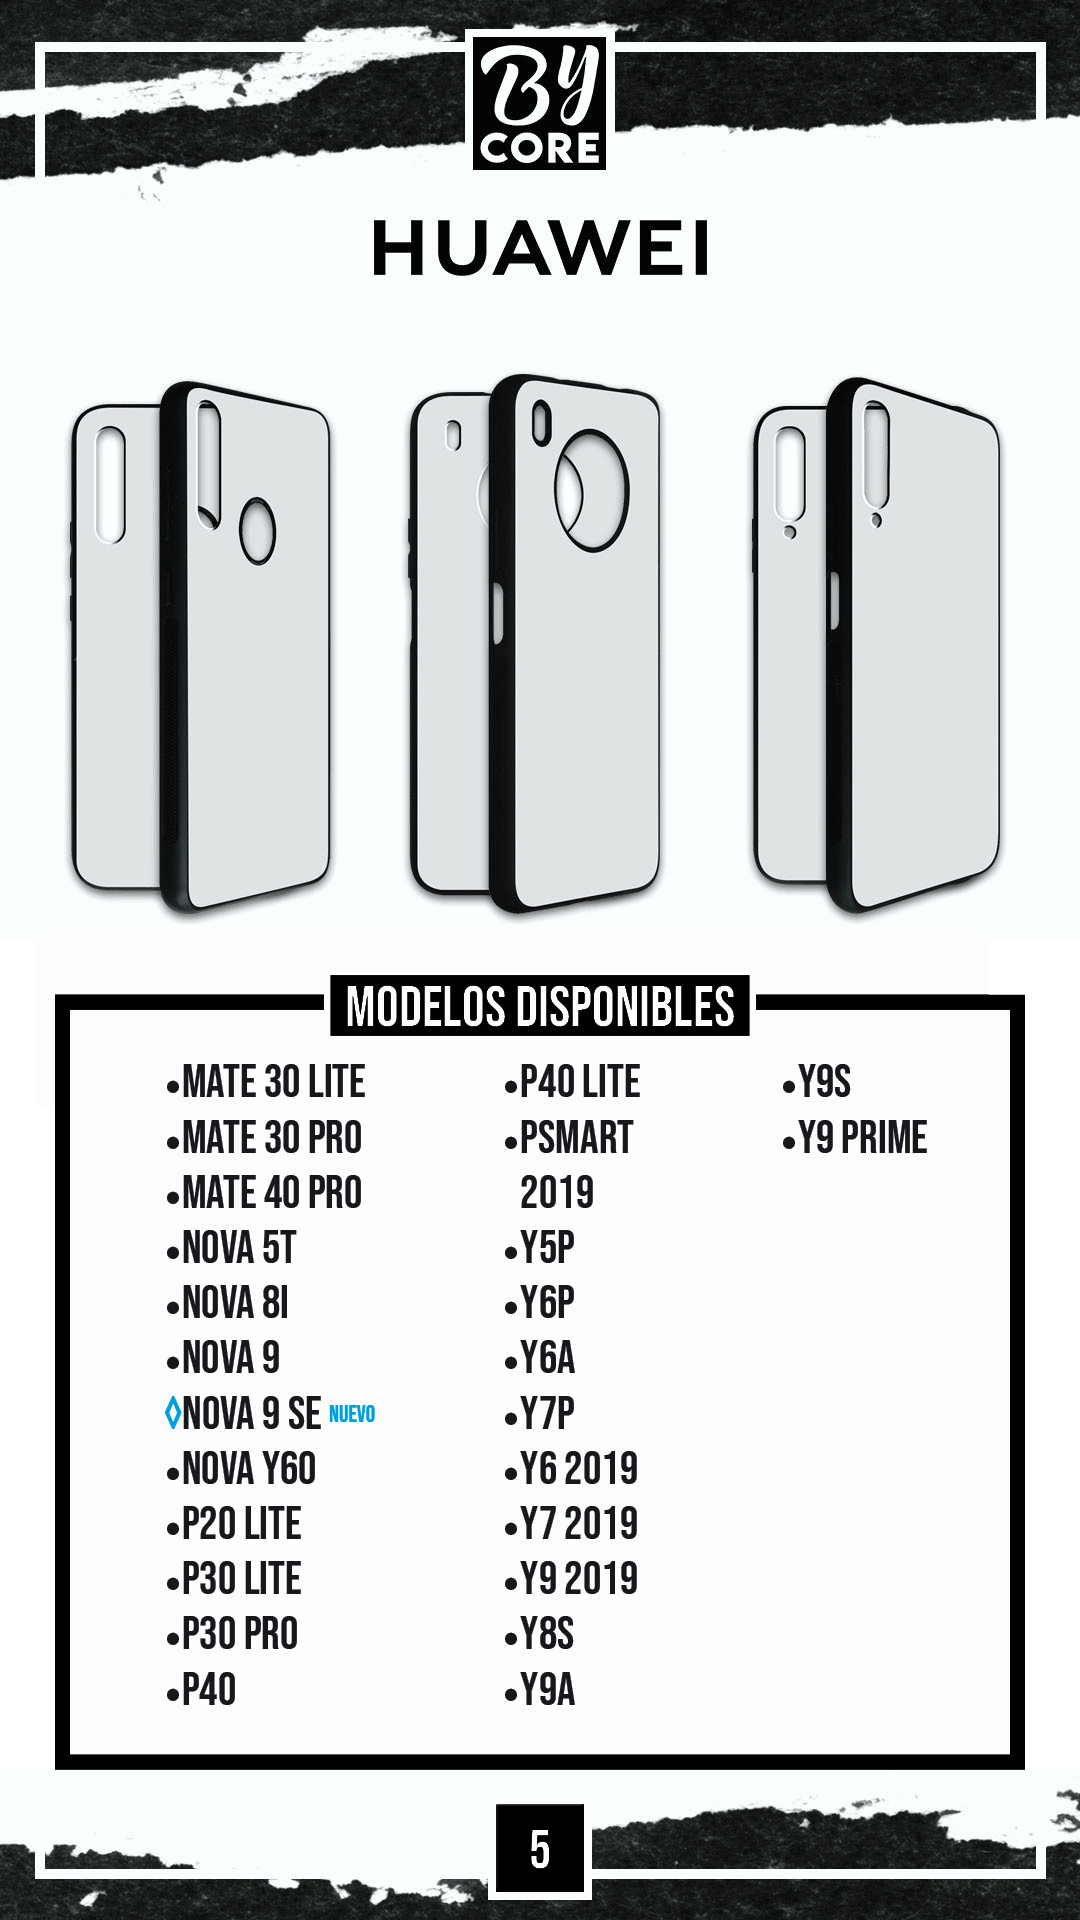 BY
CORE
HUAWEI
MODELOS DISPONIBLES
•MATE 30 LITE
•MATE 30 PRO
•MATE 40 PRO
•NOVA 5T
•NOVA 8I
•NOVA 9
◊NOVA 9 SE NUEVO
•NOVA Y60
•P20 LITE
•P30 LITE
•P30 PRO
•P40
•P40 LITE
•PSMART
2019
•Y5P
•Y6P
•Y6A
•Y7P
•Y6 2019
•Y7 2019
•Y9 2019
•Y8S
•Y9A
•Y9S
•Y9 PRIME
5